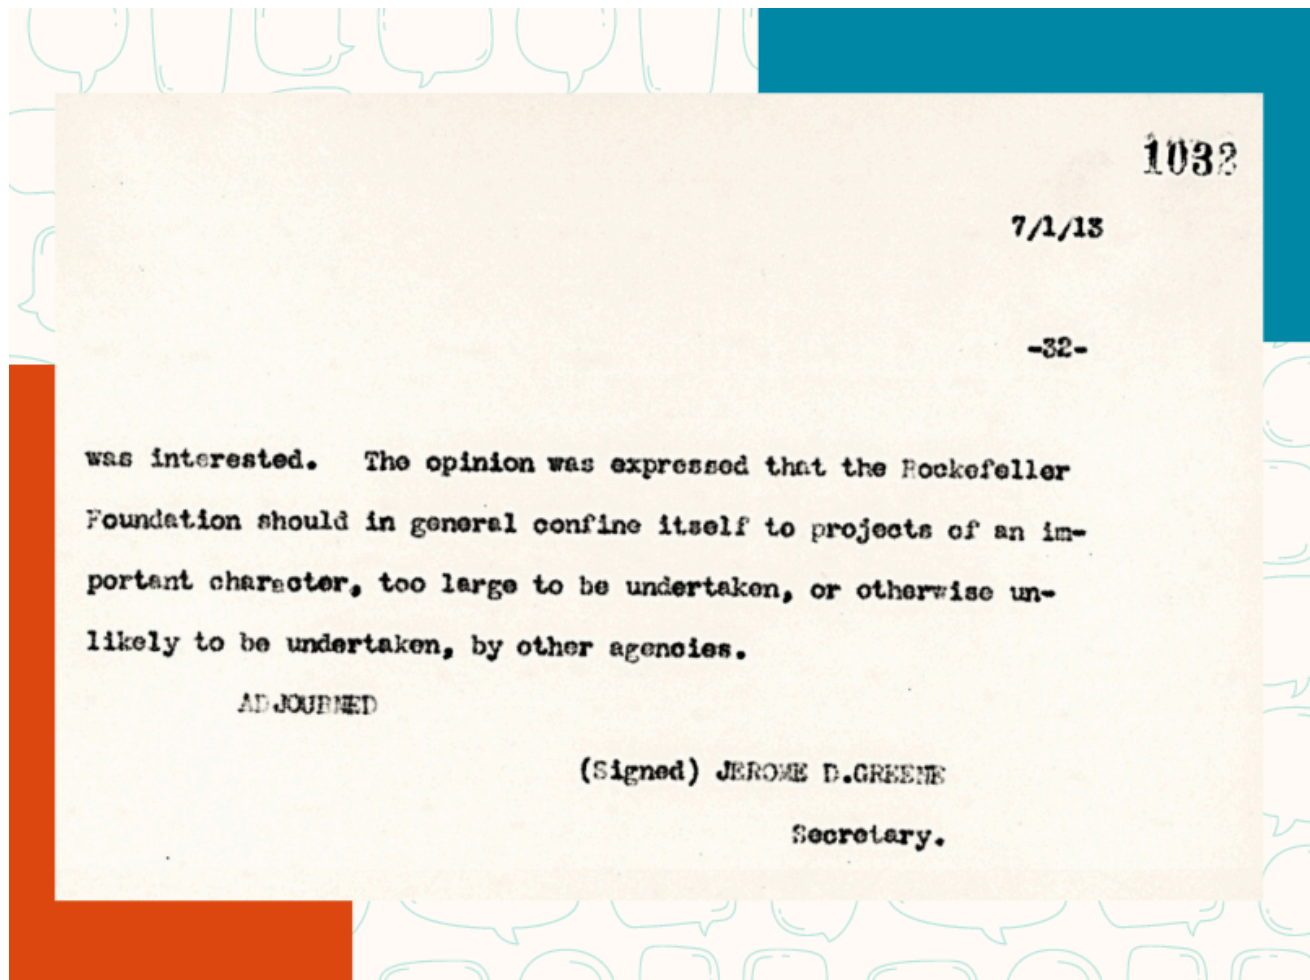 1032
7/1/13
-32-
was interested. The opinion was expressed that the Rockefeller
Foundation should in general confine itself to projects of an im-
portant character, too large to be undertaken, or otherwise un-
likely to be undertaken, by other agencies.
ADJOURNED
(Signed) JEROME D.GREENE
Secretary.